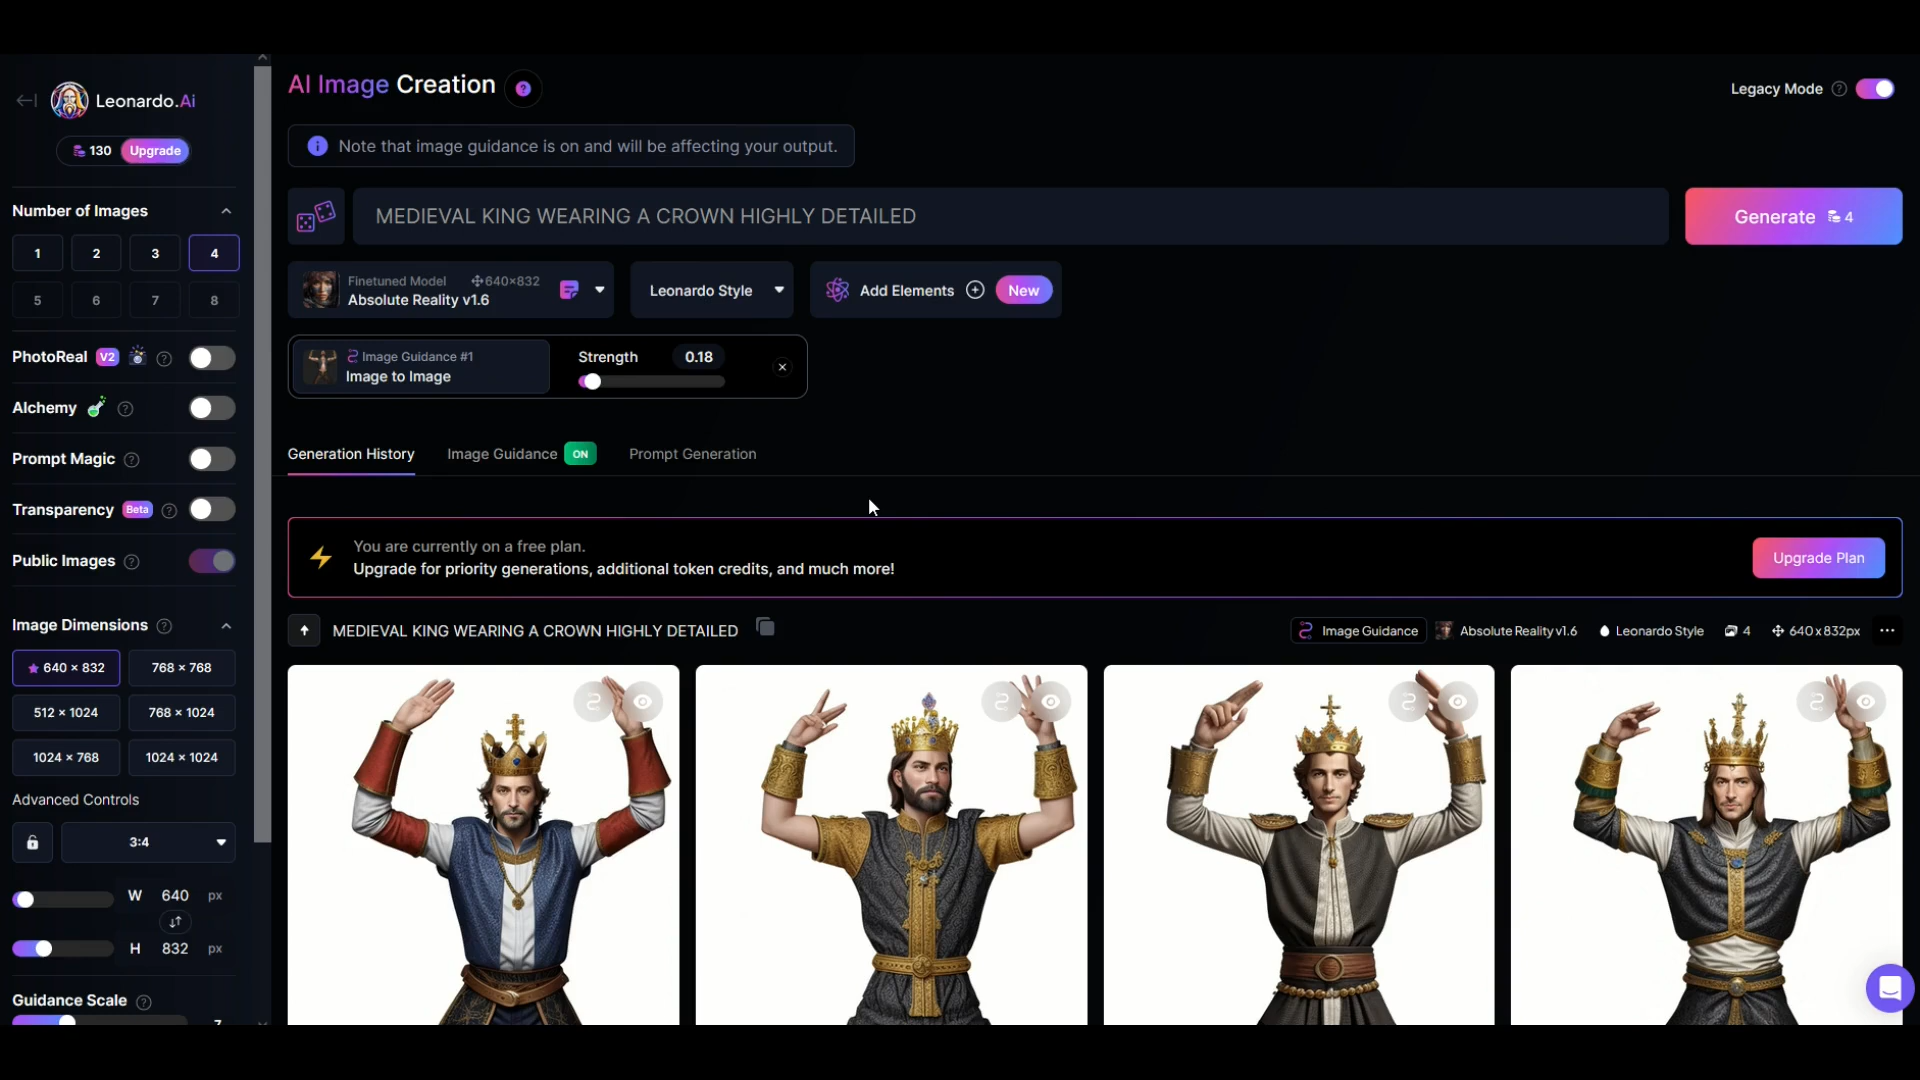 Leonardo.Ai
130 Upgrade
Number of Images
1 2 3 4
5 6 7 8
PhotoReal V2
Alchemy
Prompt Magic
Transparency Beta
Public Images
Image Dimensions
640 × 832 768 × 768
512 × 1024 768 × 1024
1024 × 768 1024 × 1024
Advanced Controls
3:4
W 640 px
H 832 px
Guidance Scale
AI Image Creation ?
Legacy Mode
Note that image guidance is on and will be affecting your output.
MEDIEVAL KING WEARING A CROWN HIGHLY DETAILED
Generate 4
Finetuned Model 640×832
Absolute Reality v1.6
Leonardo Style
Add Elements New
Image Guidance #1
Image to Image
Strength 0.18
Generation History Image Guidance ON Prompt Generation
You are currently on a free plan.
Upgrade for priority generations, additional token credits, and much more!
Upgrade Plan
MEDIEVAL KING WEARING A CROWN HIGHLY DETAILED
Image Guidance Absolute Reality v1.6 Leonardo Style 4 640 x 832px